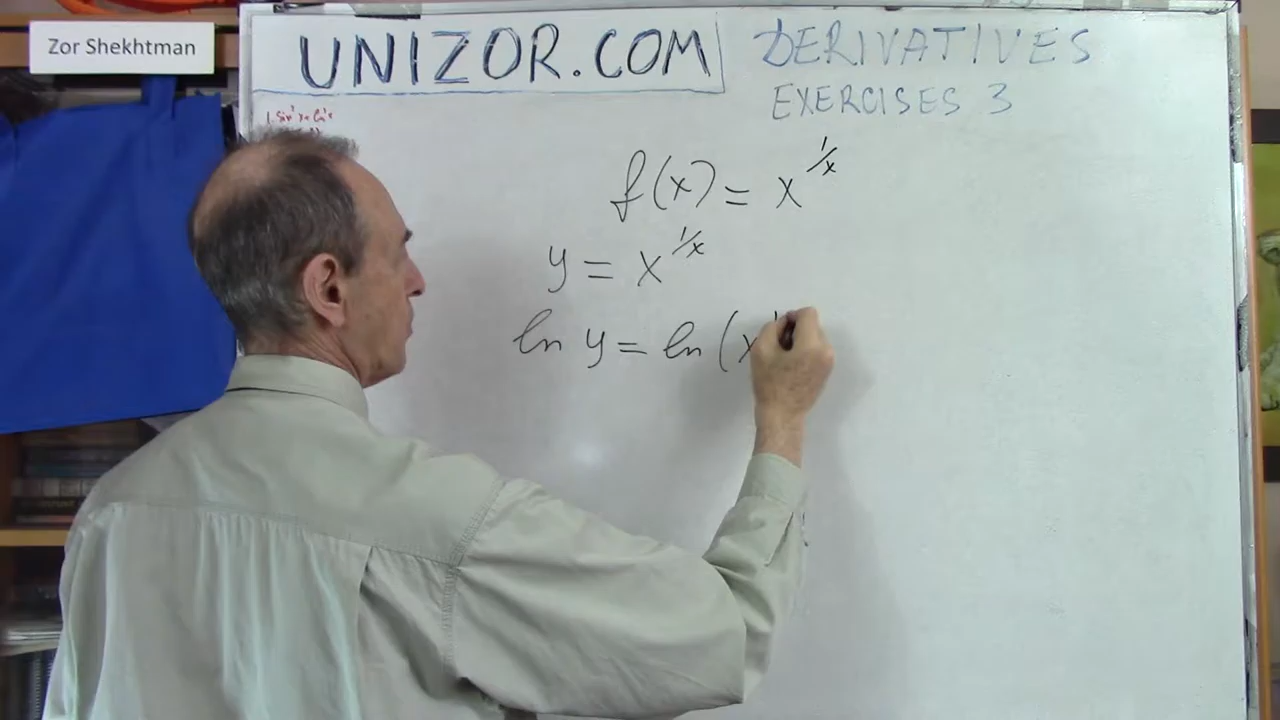 Zor Shekhtman
UNIZOR.COM
DERIVATIVES
EXERCISES 3
f(x) = x^1/x
y = x^1/x
ln y = ln (x